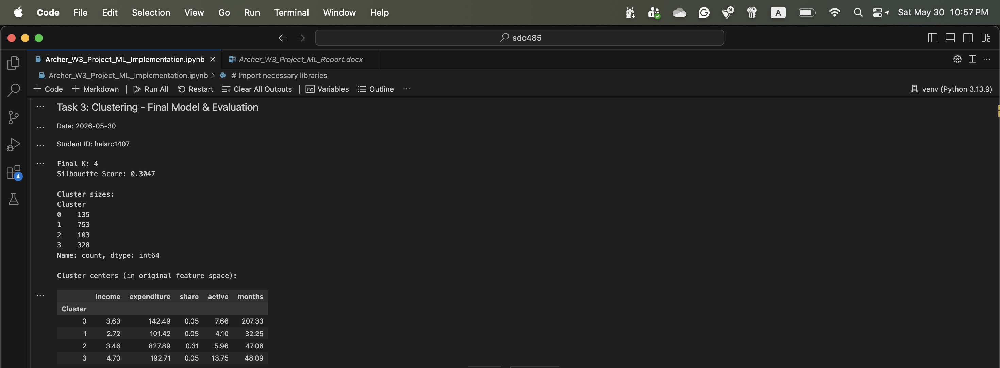 Code File Edit Selection View Go Run Terminal Window Help A Sat May 30 10:57 PM
sdc485
Archer_W3_Project_ML_Implementation.ipynb Archer_W3_Project_ML_Report.docx
Archer_W3_Project_ML_Implementation.ipynb > # Import necessary libraries
+ Code + Markdown | Run All Restart Clear All Outputs | Variables Outline ... venv (Python 3.13.9)
4
Task 3: Clustering - Final Model & Evaluation
Date: 2026-05-30
Student ID: halarc1407
Final K: 4
Silhouette Score: 0.3047
Cluster sizes:
Cluster
0 135
1 753
2 103
3 328
Name: count, dtype: int64
Cluster centers (in original feature space):
income expenditure share active months
Cluster
0 3.63 142.49 0.05 7.66 207.33
1 2.72 101.42 0.05 4.10 32.25
2 3.46 827.89 0.31 5.96 47.06
3 4.70 192.71 0.05 13.75 48.09